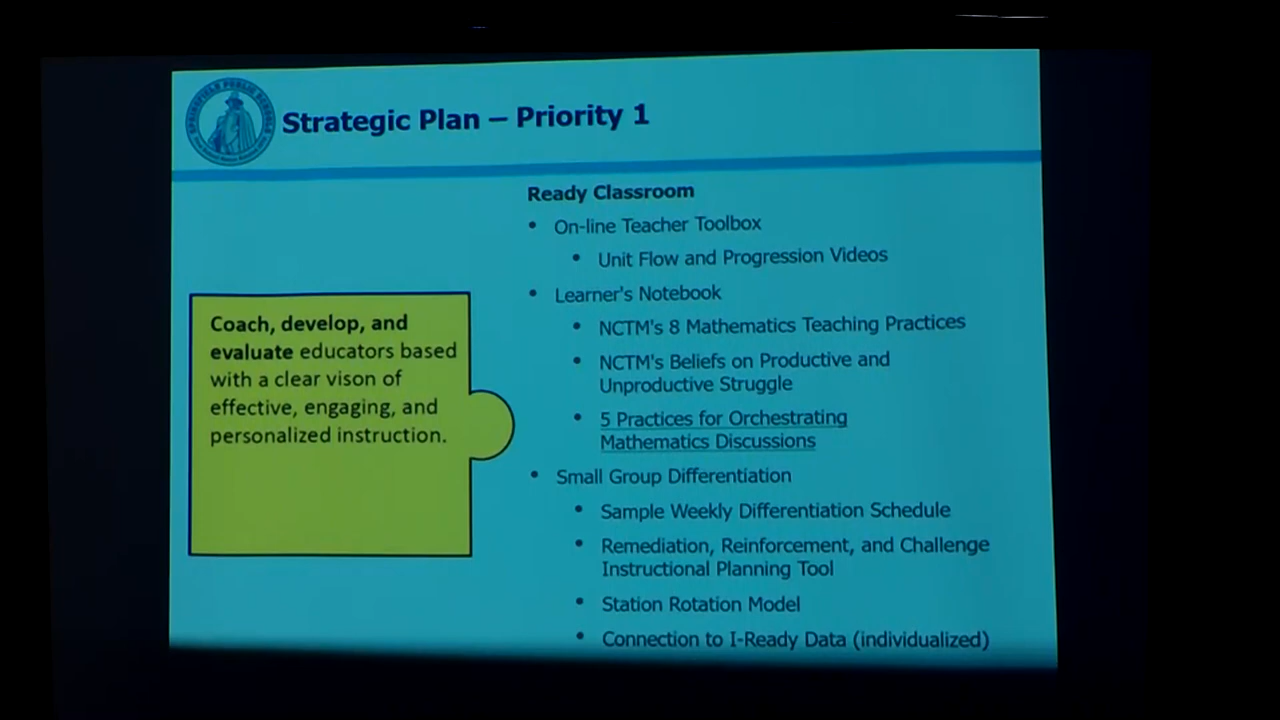 SPRINGFIELD PUBLIC SCHOOLS
Strategic Plan – Priority 1
Ready Classroom
• On-line Teacher Toolbox
• Unit Flow and Progression Videos
• Learner's Notebook
• NCTM's 8 Mathematics Teaching Practices
• NCTM's Beliefs on Productive and
Unproductive Struggle
• 5 Practices for Orchestrating
Mathematics Discussions
• Small Group Differentiation
• Sample Weekly Differentiation Schedule
• Remediation, Reinforcement, and Challenge
Instructional Planning Tool
• Station Rotation Model
• Connection to I-Ready Data (individualized)
Coach, develop, and
evaluate educators based
with a clear vison of
effective, engaging, and
personalized instruction.